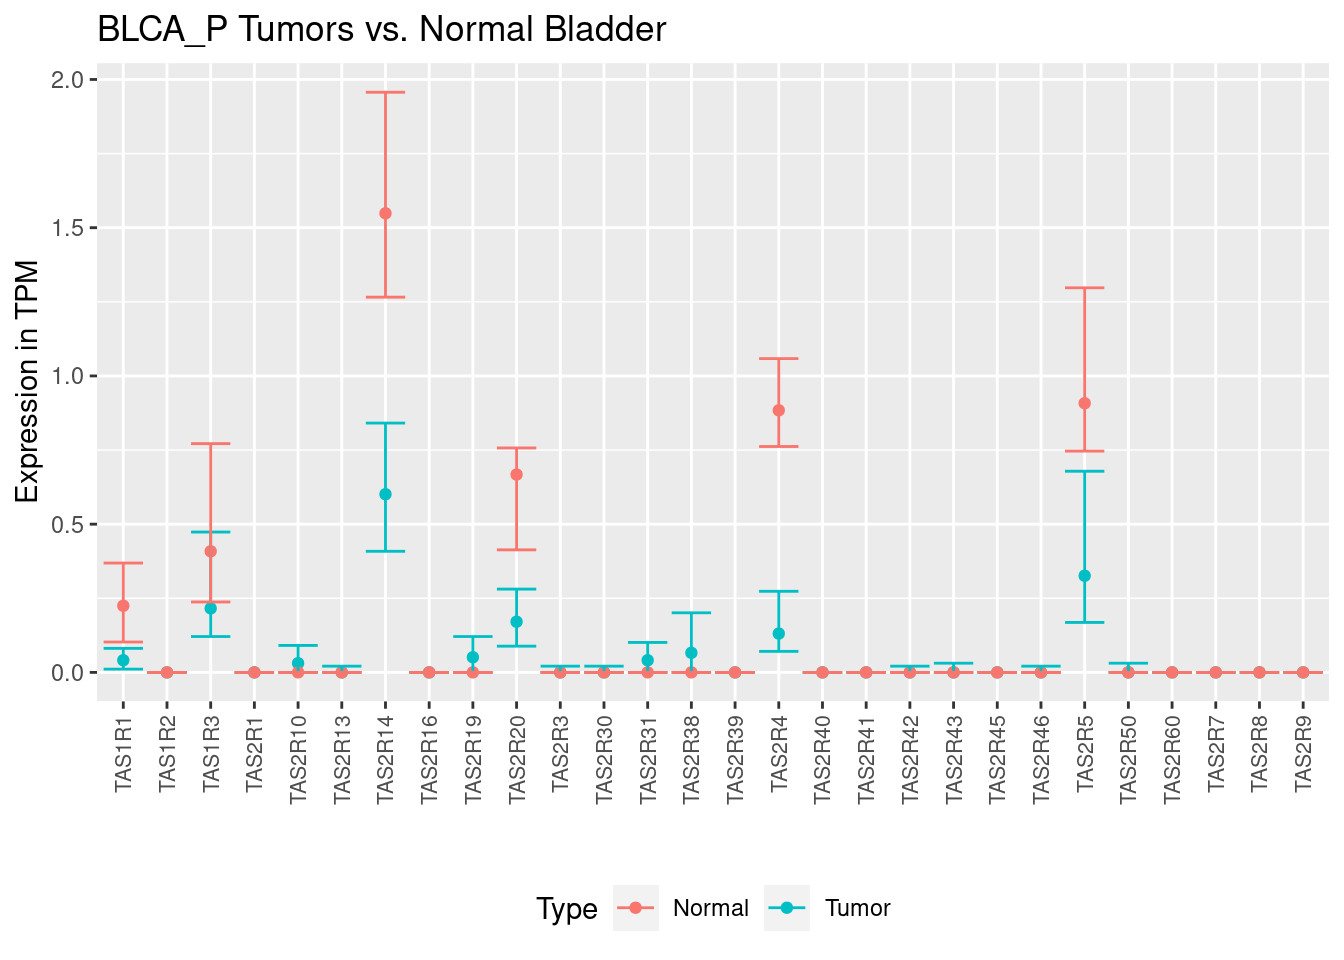 BLCA_P Tumors vs. Normal Bladder
Expression in TPM
2.0
1.5
1.0
0.5
0.0
TAS1R1
TAS1R2
TAS1R3
TAS2R1
TAS2R10
TAS2R13
TAS2R14
TAS2R16
TAS2R19
TAS2R20
TAS2R3
TAS2R30
TAS2R31
TAS2R38
TAS2R39
TAS2R4
TAS2R40
TAS2R41
TAS2R42
TAS2R43
TAS2R45
TAS2R46
TAS2R5
TAS2R50
TAS2R60
TAS2R7
TAS2R8
TAS2R9
Type Normal Tumor